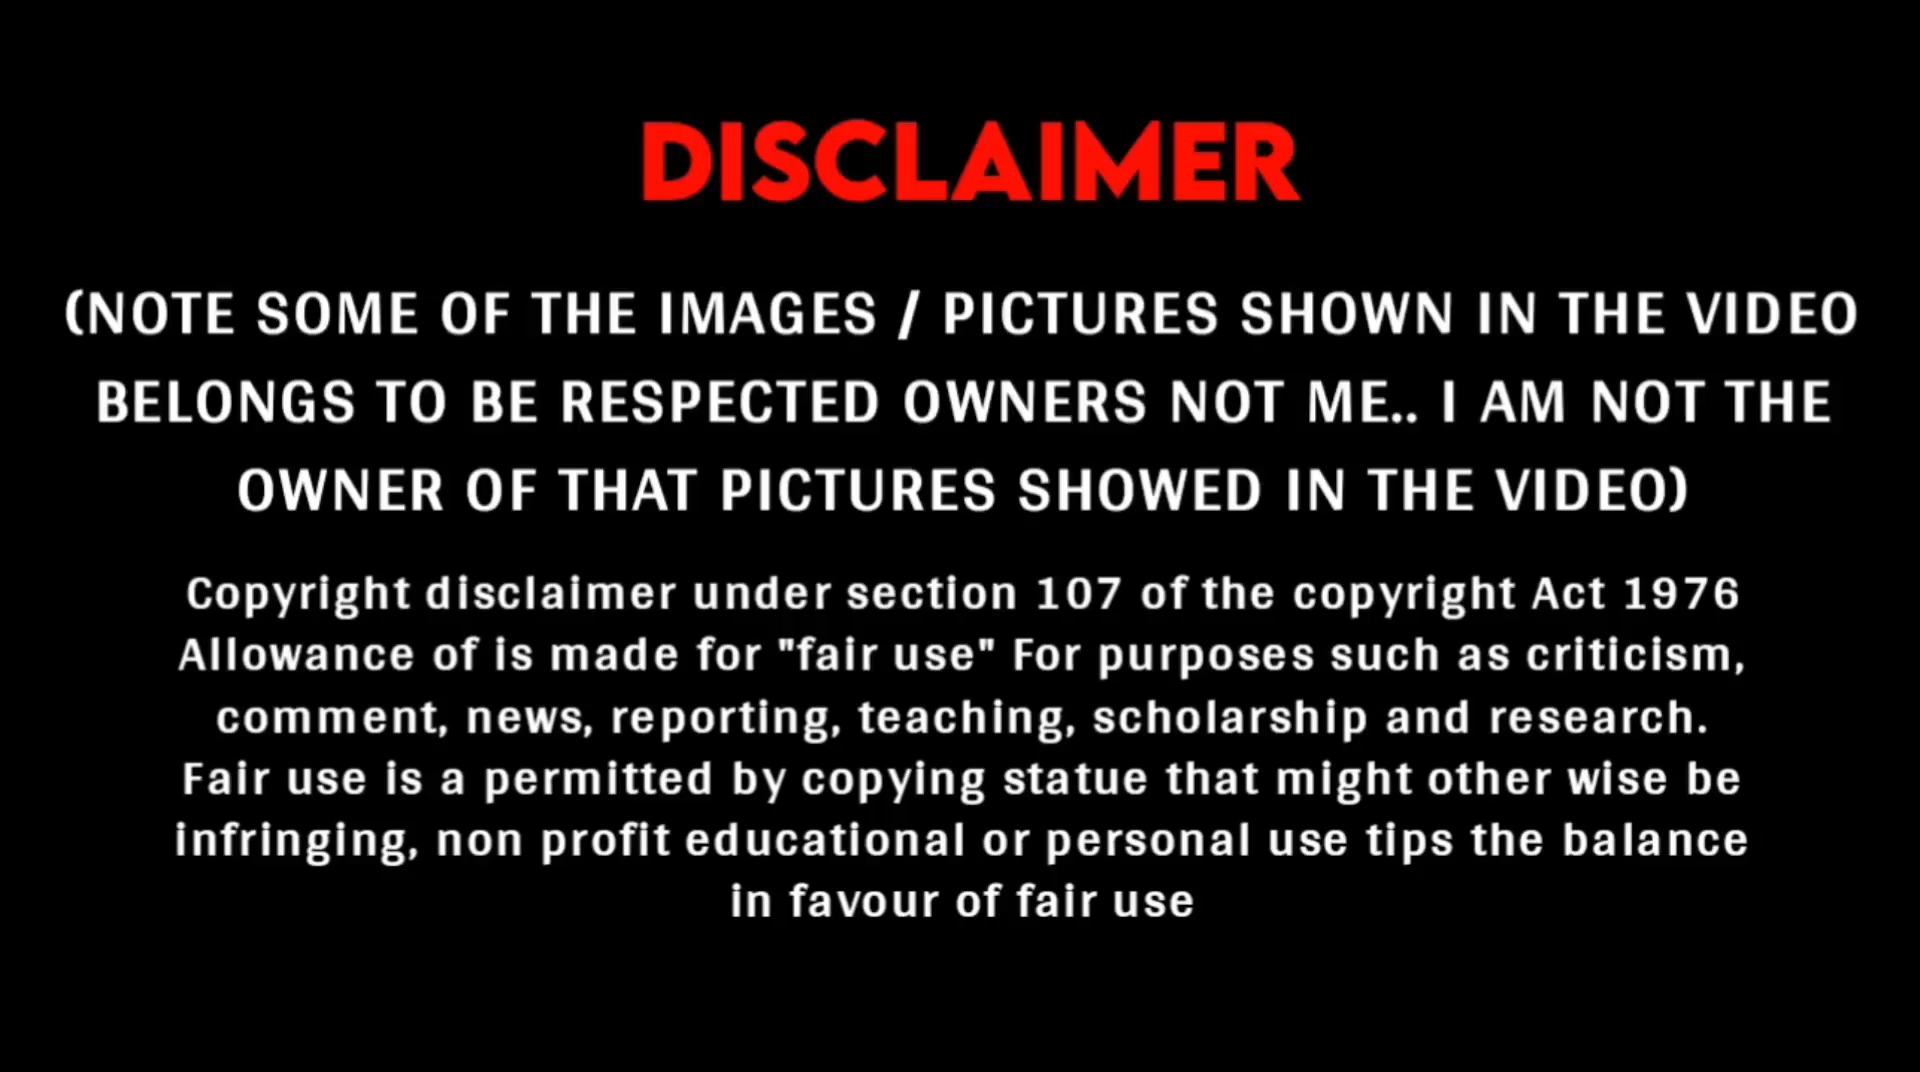 DISCLAIMER
(NOTE SOME OF THE IMAGES / PICTURES SHOWN IN THE VIDEO
BELONGS TO BE RESPECTED OWNERS NOT ME.. I AM NOT THE
OWNER OF THAT PICTURES SHOWED IN THE VIDEO)
Copyright disclaimer under section 107 of the copyright Act 1976
Allowance of is made for "fair use" For purposes such as criticism,
comment, news, reporting, teaching, scholarship and research.
Fair use is a permitted by copying statue that might other wise be
infringing, non profit educational or personal use tips the balance
in favour of fair use